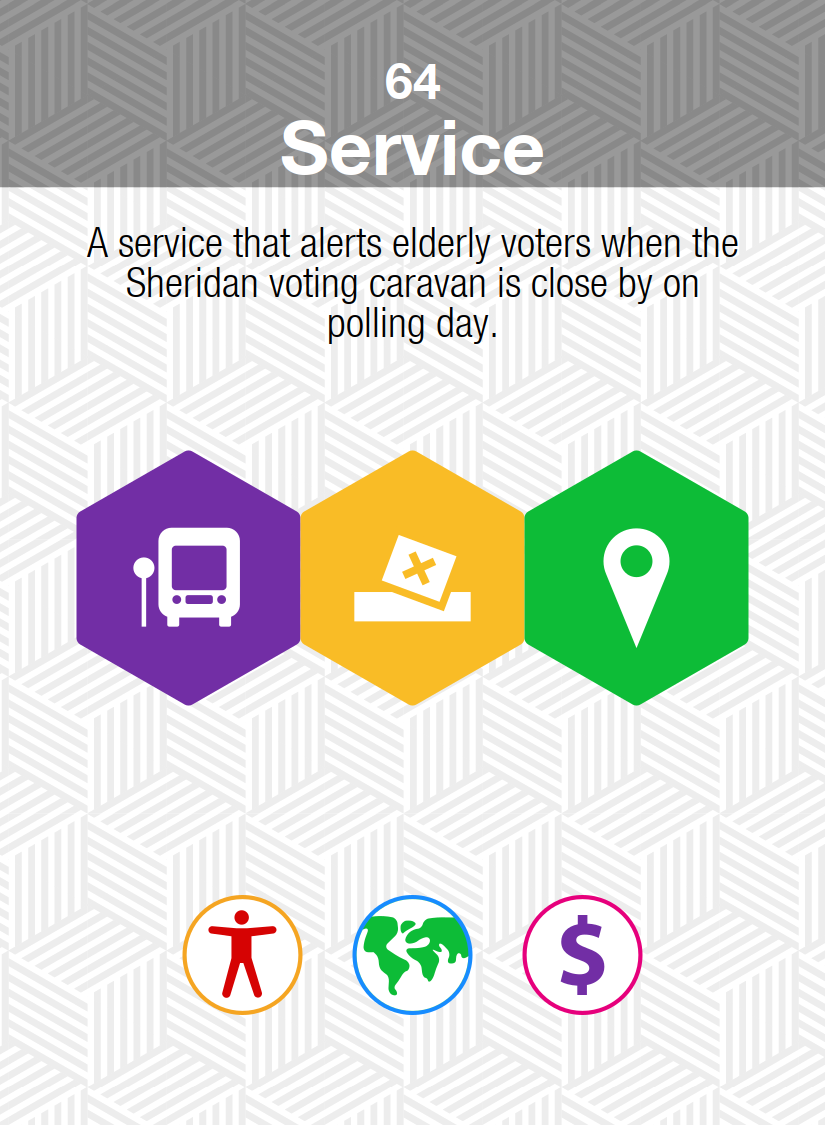 64
Service
A service that alerts elderly voters when the
Sheridan voting caravan is close by on
polling day.
$